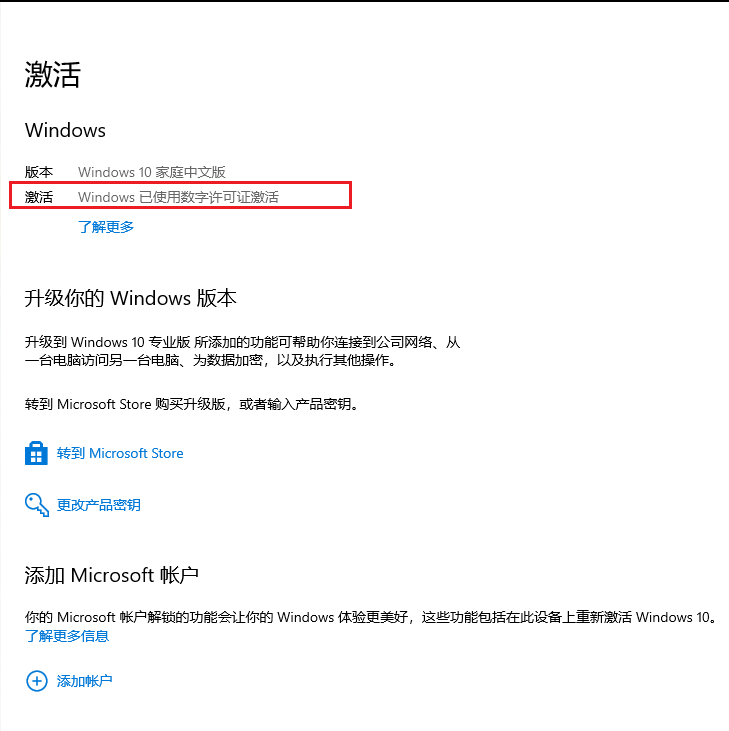 激活
Windows
版本 Windows 10 家庭中文版
激活 Windows 已使用数字许可证激活
了解更多
升级你的 Windows 版本
升级到 Windows 10 专业版 所添加的功能可帮助你连接到公司网络、从
一台电脑访问另一台电脑、为数据加密，以及执行其他操作。
转到 Microsoft Store 购买升级版，或者输入产品密钥。
转到 Microsoft Store
更改产品密钥
添加 Microsoft 帐户
你的 Microsoft 帐户解锁的功能会让你的 Windows 体验更美好，这些功能包括在此设备上重新激活 Windows 10。
了解更多信息
添加帐户